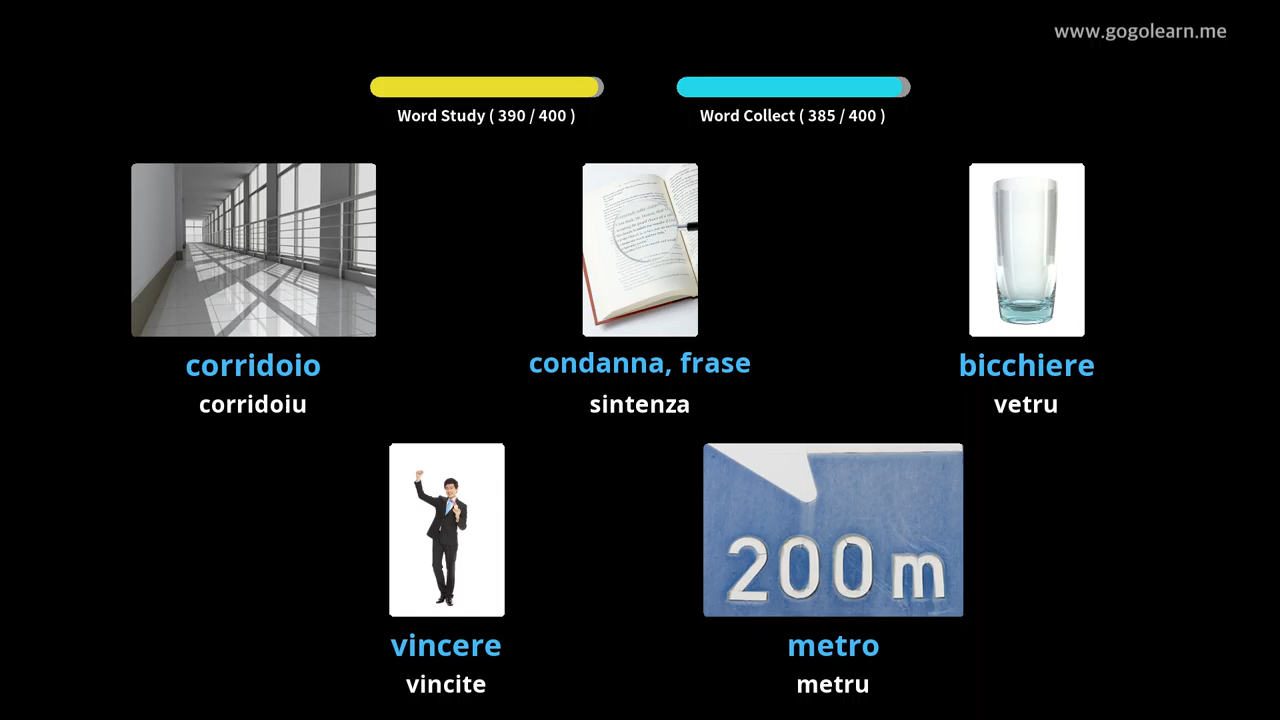 www.gogolearn.me
Word Study ( 390 / 400 )
Word Collect ( 385 / 400 )
corridoio
corridoiu
condanna, frase
sintenza
bicchiere
vetru
200 m
vincere
vincite
metro
metru